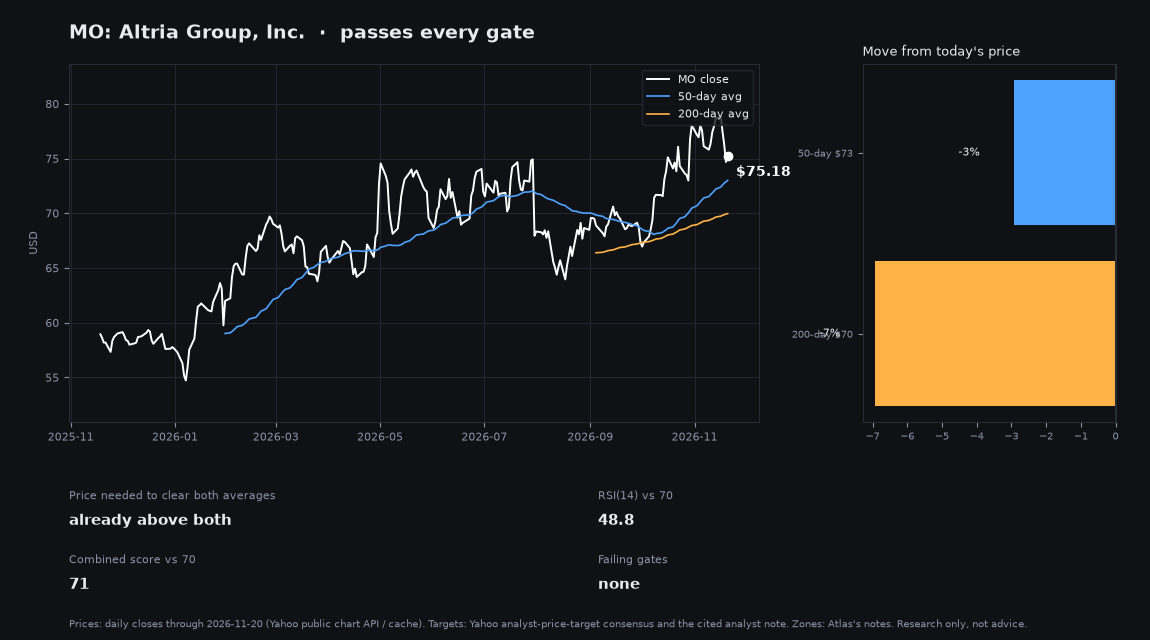 MO: Altria Group, Inc. · passes every gate
Move from today's price
MO close
50-day avg
200-day avg
80
75
70
65
60
55
USD
$75.18
2025-11
2026-01
2026-03
2026-05
2026-07
2026-09
2026-11
50-day $73
-3%
200-day $70
-7%
−7
−6
−5
−4
−3
−2
−1
0
Price needed to clear both averages
already above both
RSI(14) vs 70
48.8
Combined score vs 70
71
Failing gates
none
Prices: daily closes through 2026-11-20 (Yahoo public chart API / cache). Targets: Yahoo analyst-price-target consensus and the cited analyst note. Zones: Atlas's notes. Research only, not advice.